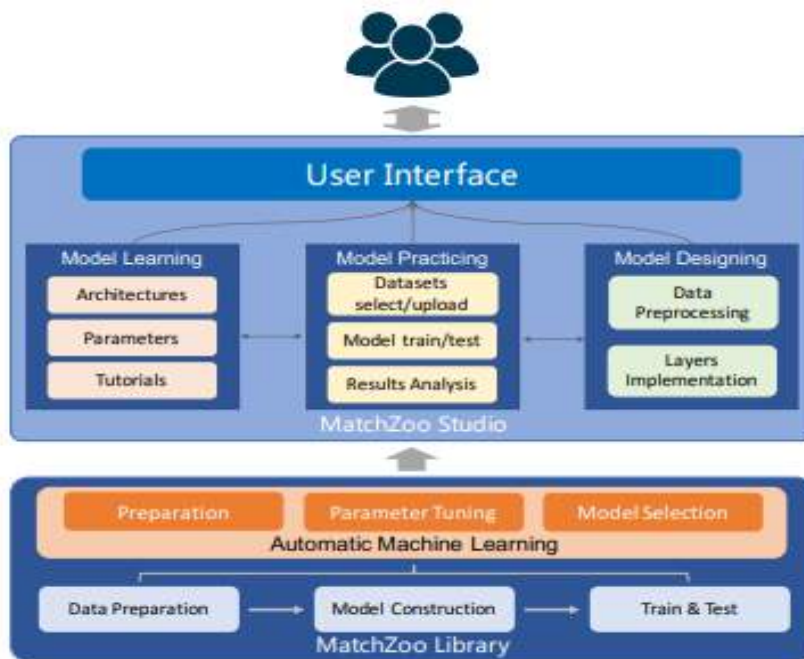 User Interface
Model Learning
Architectures
Parameters
Tutorials
Model Practicing
Datasets
select/upload
Model train/test
Results Analysis
Model Designing
Data
Preprocessing
Layers
Implementation
MatchZoo Studio
Preparation
Parameter Tuning
Model Selection
Automatic Machine Learning
Data Preparation
Model Construction
Train & Test
MatchZoo Library